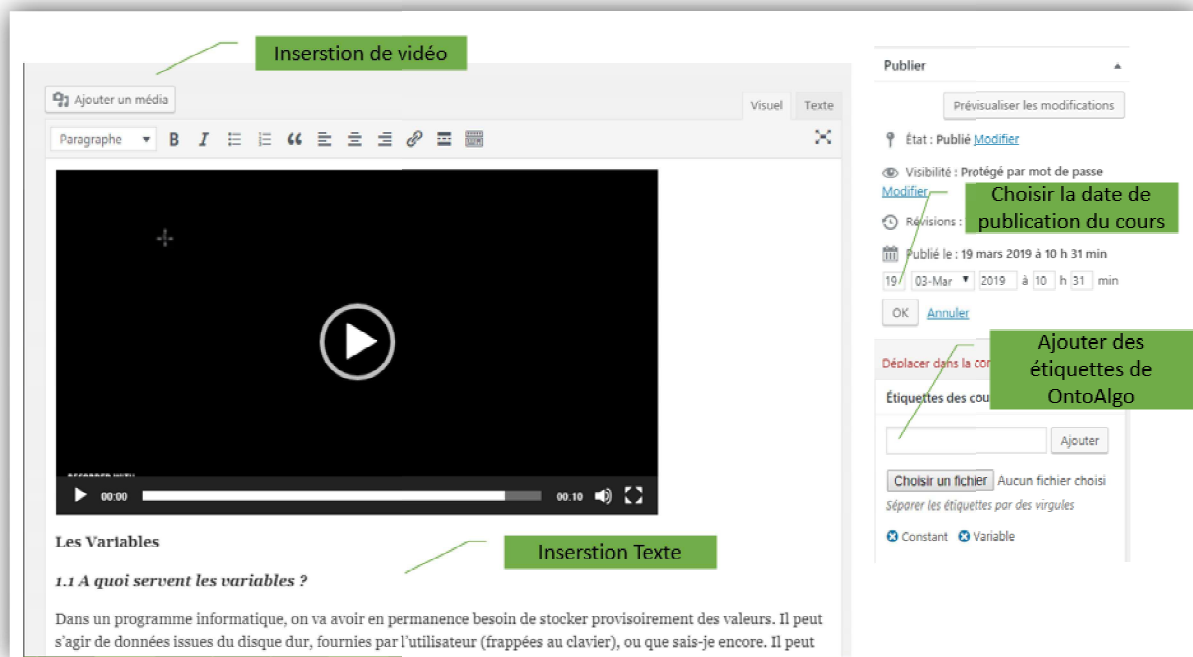 Inserstion de vidéo
Ajouter un média
Visuel Texte
Paragraphe B I
00:00 00:10
Les Variables
Inserstion Texte
1.1 A quoi servent les variables ?
Dans un programme informatique, on va avoir en permanence besoin de stocker provisoirement des valeurs. Il peut
s'agir de données issues du disque dur, fournies par l'utilisateur (frappées au clavier), ou que sais-je encore. Il peut
Publier
Prévisualiser les modifications
État : Publié Modifier
Visibilité : Protégé par mot de passe
Modifier
Choisir la date de
publication du cours
Révisions :
Publié le : 19 mars 2019 à 10 h 31 min
19 03-Mar 2019 à 10 h 31 min
OK Annuler
Ajouter des
étiquettes de
OntoAlgo
Déplacer dans la
Étiquettes des
Ajouter
Choisir un fichier Aucun fichier choisi
Séparer les étiquettes par des virgules
Constant Variable